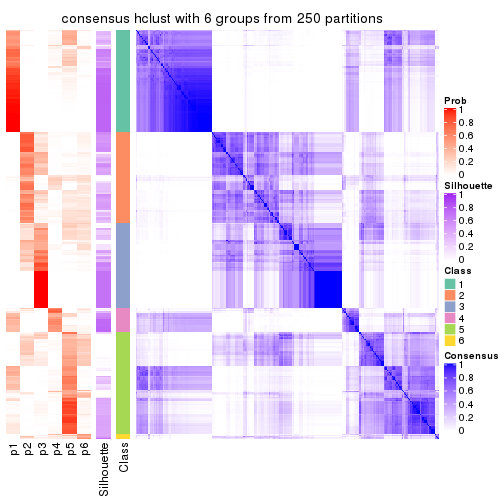 consensus hclust with 6 groups from 250 partitions
Prob
1
0.8
0.6
0.4
0.2
0
Silhouette
1
0.8
0.6
0.4
0.2
0
Class
1
2
3
4
5
6
Consensus
1
0.8
0.6
0.4
0.2
0
p1
p2
p3
p4
p5
p6
Silhouette
Class